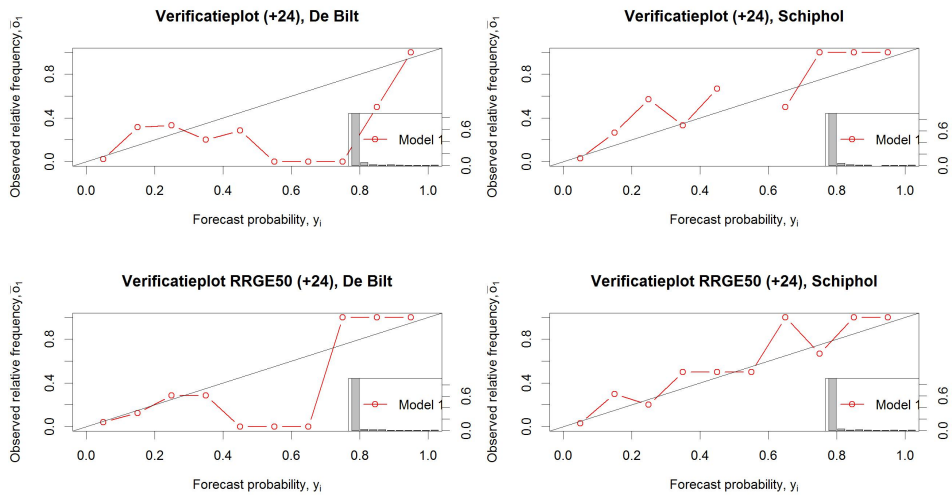 Verificatieplot (+24), De Bilt
Observed relative frequency, o̅₁
0.0 0.4 0.8
Model 1
0.0 0.6
0.0 0.2 0.4 0.6 0.8 1.0
Forecast probability, yᵢ
Verificatieplot (+24), Schiphol
Observed relative frequency, o̅₁
0.0 0.4 0.8
Model 1
0.0 0.6
0.0 0.2 0.4 0.6 0.8 1.0
Forecast probability, yᵢ
Verificatieplot RRGE50 (+24), De Bilt
Observed relative frequency, o̅₁
0.0 0.4 0.8
Model 1
0.0 0.6
0.0 0.2 0.4 0.6 0.8 1.0
Forecast probability, yᵢ
Verificatieplot RRGE50 (+24), Schiphol
Observed relative frequency, o̅₁
0.0 0.4 0.8
Model 1
0.0 0.6
0.0 0.2 0.4 0.6 0.8 1.0
Forecast probability, yᵢ